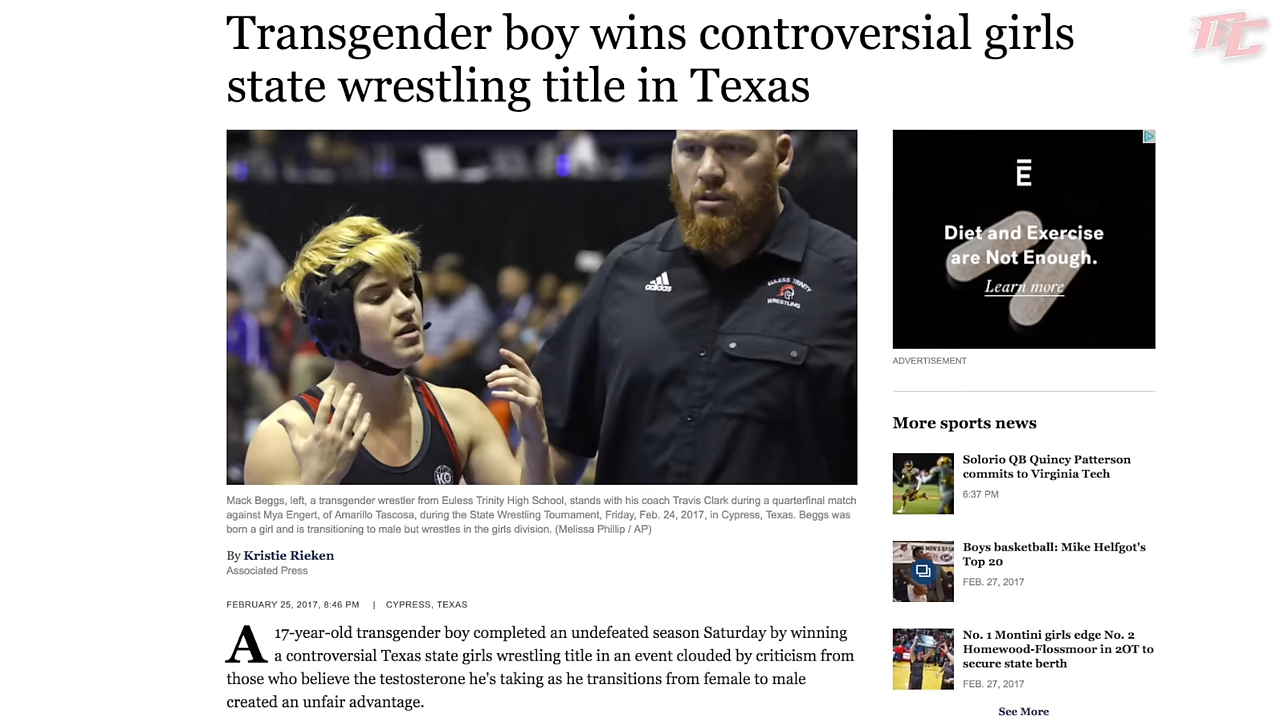 Transgender boy wins controversial girls
state wrestling title in Texas
adidas
EULESS TRINITY
WRESTLING
KO
Mack Beggs, left, a transgender wrestler from Euless Trinity High School, stands with his coach Travis Clark during a quarterfinal match
against Mya Engert, of Amarillo Tascosa, during the State Wrestling Tournament, Friday, Feb. 24, 2017, in Cypress, Texas. Beggs was
born a girl and is transitioning to male but wrestles in the girls division. (Melissa Phillip / AP)
By Kristie Rieken
Associated Press
FEBRUARY 25, 2017, 8:46 PM | CYPRESS, TEXAS
A 17-year-old transgender boy completed an undefeated season Saturday by winning
a controversial Texas state girls wrestling title in an event clouded by criticism from
those who believe the testosterone he's taking as he transitions from female to male
created an unfair advantage.
Diet and Exercise
are Not Enough.
Learn more
ADVERTISEMENT
More sports news
Solorio QB Quincy Patterson
commits to Virginia Tech
6:37 PM
Boys basketball: Mike Helfgot's
Top 20
FEB. 27, 2017
No. 1 Montini girls edge No. 2
Homewood-Flossmoor in 2OT to
secure state berth
FEB. 27, 2017
See More